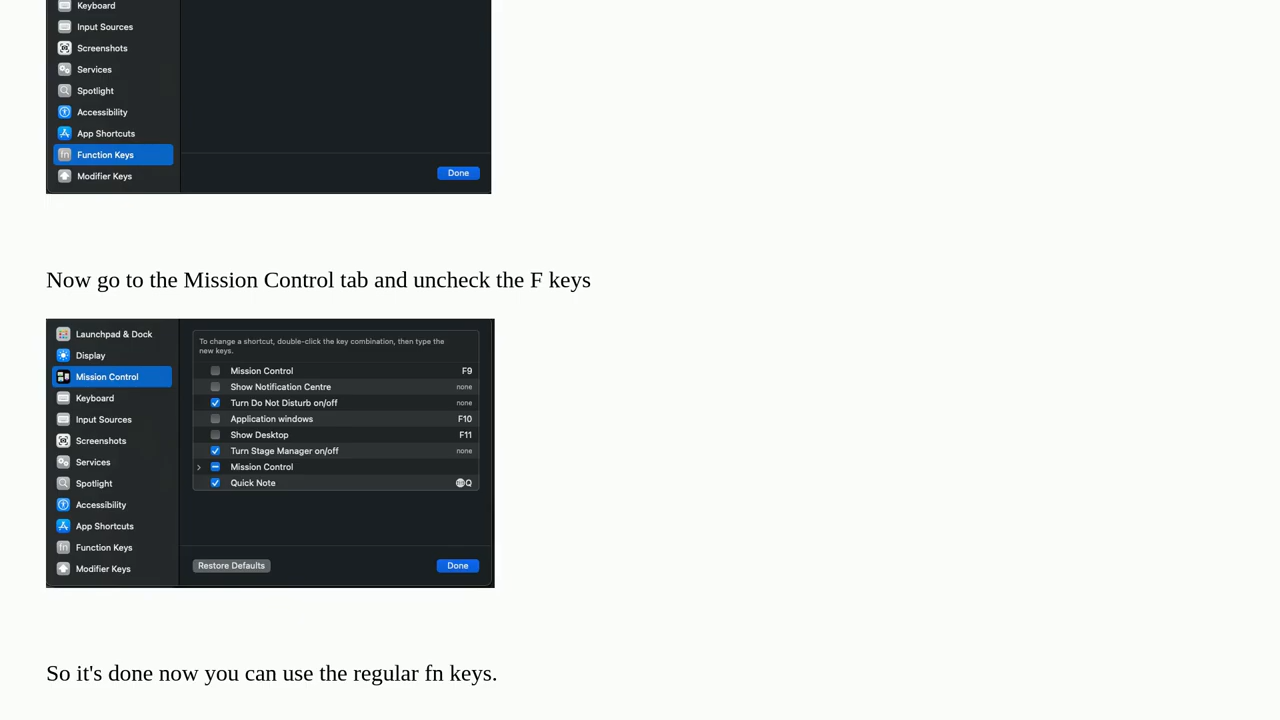 Keyboard
Input Sources
Screenshots
Services
Spotlight
Accessibility
App Shortcuts
fn Function Keys
Modifier Keys
Done
Now go to the Mission Control tab and uncheck the F keys
Launchpad & Dock
Display
Mission Control
Keyboard
Input Sources
Screenshots
Services
Spotlight
Accessibility
App Shortcuts
fn Function Keys
Modifier Keys
To change a shortcut, double-click the key combination, then type the
new keys.
Mission Control F9
Show Notification Centre none
Turn Do Not Disturb on/off none
Application windows F10
Show Desktop F11
Turn Stage Manager on/off none
Mission Control
Quick Note 🌐Q
Restore Defaults Done
So it's done now you can use the regular fn keys.